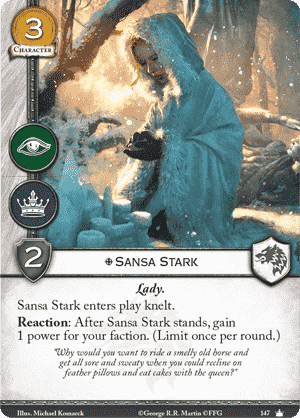 3
CHARACTER
2
SANSA STARK
Lady.
Sansa Stark enters play knelt.
Reaction: After Sansa Stark stands, gain
1 power for your faction. (Limit once per round.)
"Why would you want to ride a smelly old horse and
get all sore and sweaty when you could recline on
feather pillows and eat cakes with the queen?"
Illus. Michael Komarck
©George R.R. Martin ©FFG
147